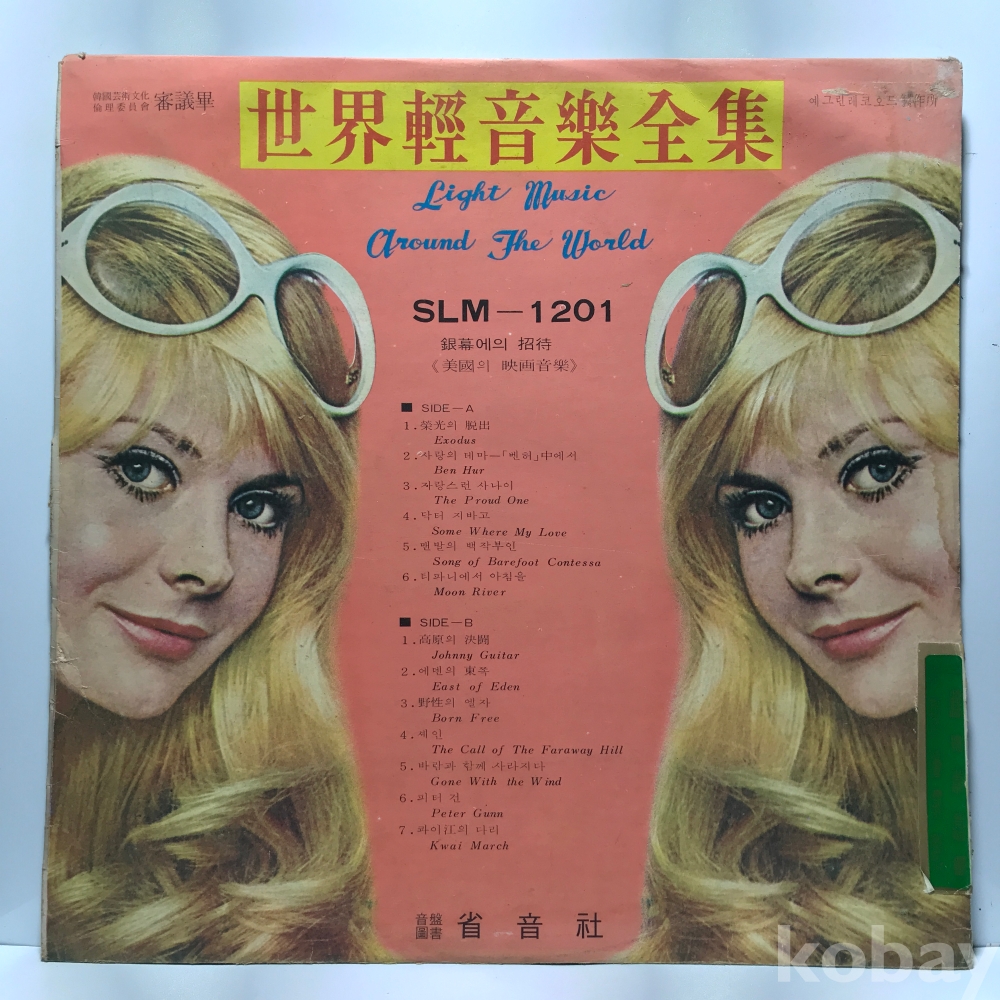 韓國芸術文化
倫理委員會 審議畢
世界輕音樂全集
예그린레코오드 製作所
Light Music
Around The World
SLM—1201
銀幕에의 招待
《美國의 映画音樂》
■ SIDE—A
1.榮光의 脫出
Exodus
2.사랑의 테마—「벤허」中에서
Ben Hur
3.자랑스런 사나이
The Proud One
4.닥터 지바고
Some Where My Love
5.맨발의 백작부인
Song of Barefoot Contessa
6.티파니에서 아침을
Moon River
■ SIDE—B
1.高原의 決闘
Johnny Guitar
2.에덴의 東쪽
East of Eden
3.野性의 엘자
Born Free
4.셰인
The Call of The Faraway Hill
5.바람과 함께 사라지다
Gone With the Wind
6.피터 건
Peter Gunn
7.콰이江의 다리
Kwai March
音盤
圖書 省音社
kobay